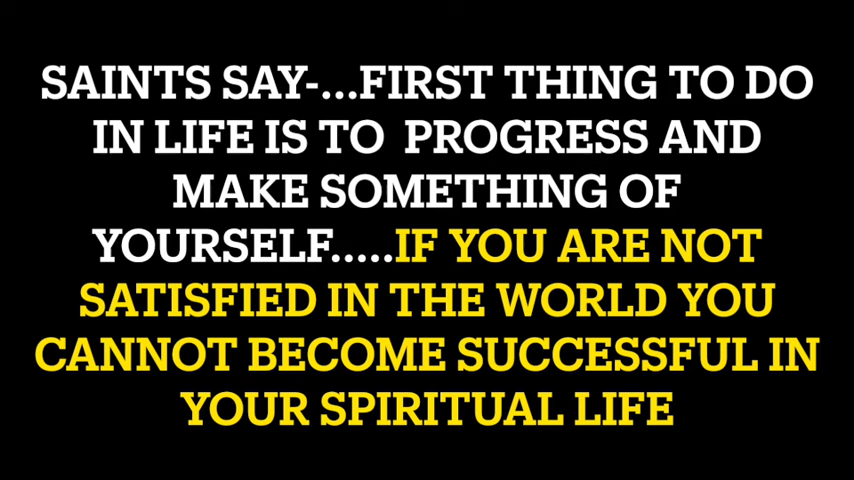 SAINTS SAY-...FIRST THING TO DO
IN LIFE IS TO PROGRESS AND
MAKE SOMETHING OF
YOURSELF.....IF YOU ARE NOT
SATISFIED IN THE WORLD YOU
CANNOT BECOME SUCCESSFUL IN
YOUR SPIRITUAL LIFE